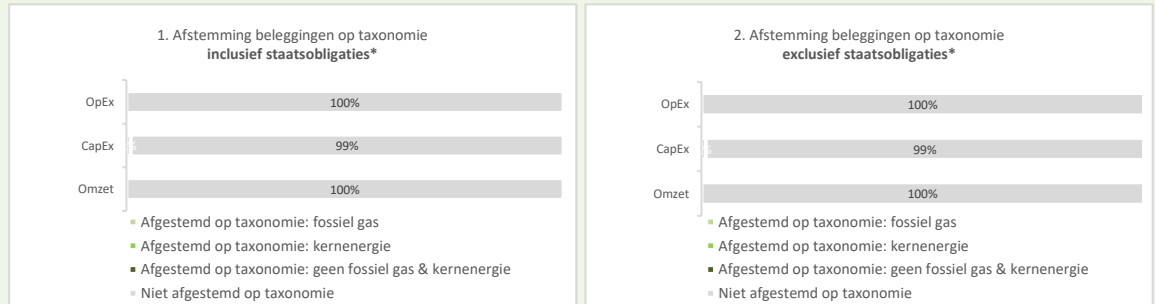 1. Afstemming beleggingen op taxonomie
inclusief staatsobligaties*
OpEx
100%
CapEx
99%
Omzet
100%
Afgestemd op taxonomie: fossiel gas
Afgestemd op taxonomie: kernenergie
Afgestemd op taxonomie: geen fossiel gas & kernenergie
Niet afgestemd op taxonomie
2. Afstemming beleggingen op taxonomie
exclusief staatsobligaties*
OpEx
100%
CapEx
99%
Omzet
100%
Afgestemd op taxonomie: fossiel gas
Afgestemd op taxonomie: kernenergie
Afgestemd op taxonomie: geen fossiel gas & kernenergie
Niet afgestemd op taxonomie